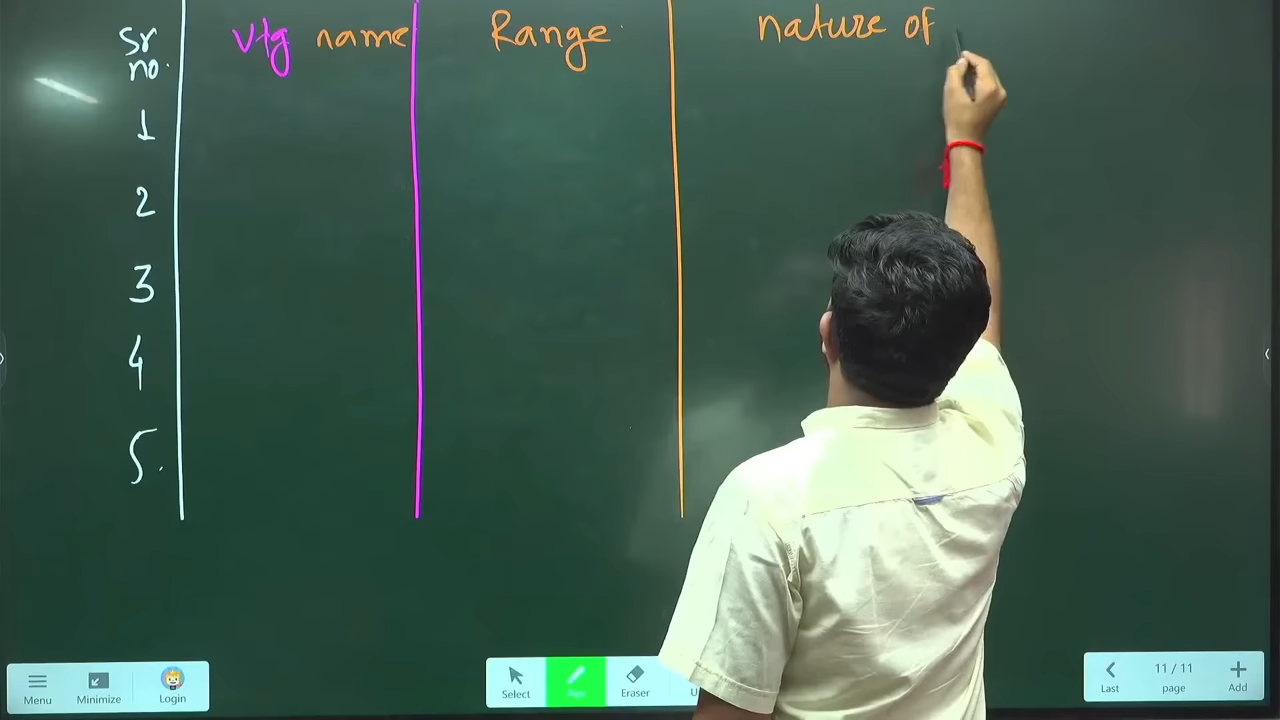 Sr no.
Vtg name
Range
nature of
1
2
3
4
5.
Menu
Minimize
Login
Select
Pen
Eraser
Last
11 / 11
page
Add